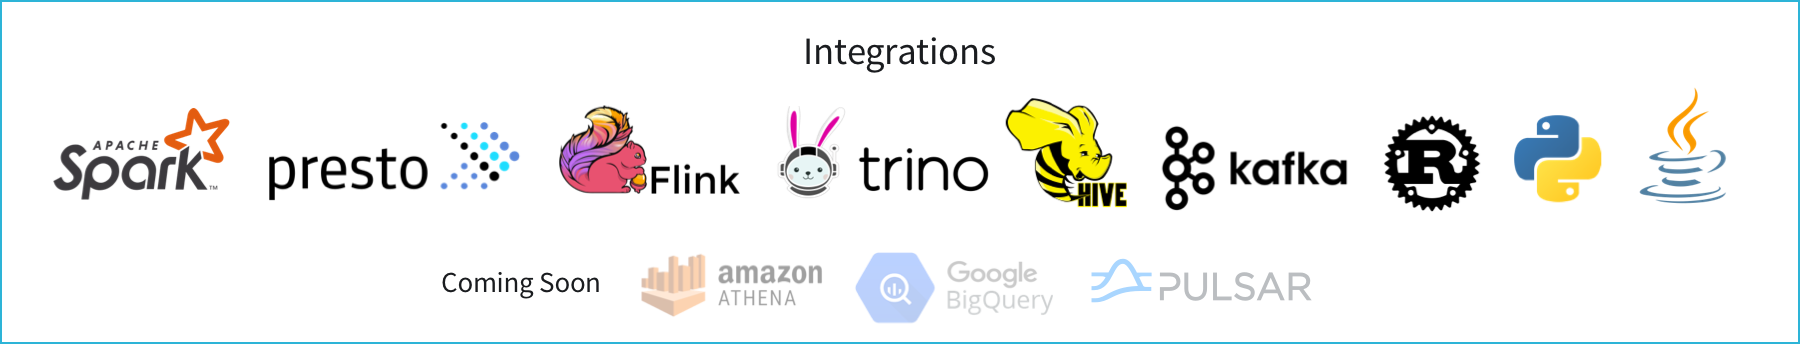 Integrations
APACHE
Spark™
presto
Flink
trino
HIVE
kafka
R
Coming Soon
amazon
ATHENA
Google
BigQuery
PULSAR